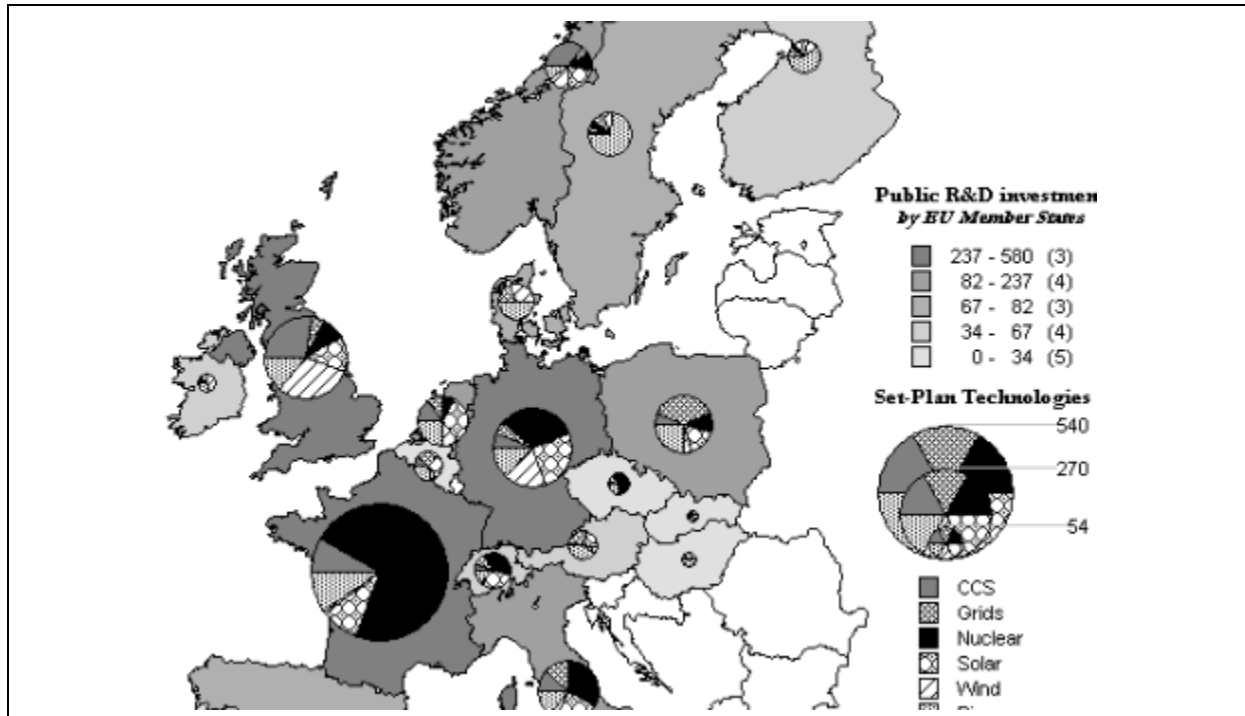 Public R&D investmen
by EU Member States
237 - 580 (3)
82 - 237 (4)
67 - 82 (3)
34 - 67 (4)
0 - 34 (5)
Set-Plan Technologies
540
270
54
CCS
Grids
Nuclear
Solar
Wind